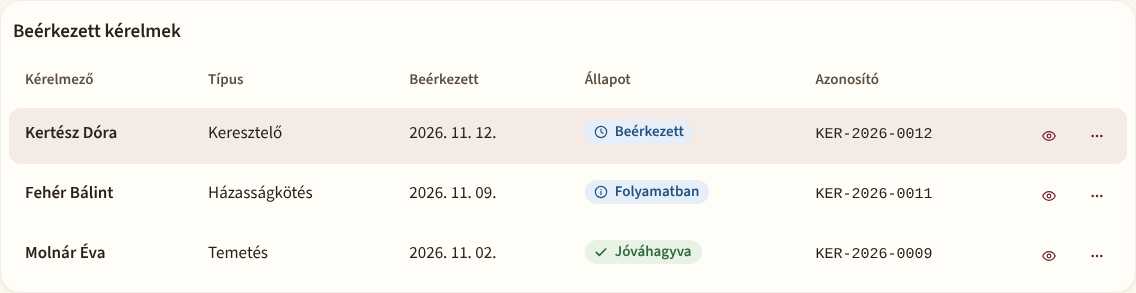 Beérkezett kérelmek
Kérelmező Típus Beérkezett Állapot Azonosító
Kertész Dóra Keresztelő 2026. 11. 12. Beérkezett KER-2026-0012
Fehér Bálint Házasságkötés 2026. 11. 09. Folyamatban KER-2026-0011
Molnár Éva Temetés 2026. 11. 02. Jóváhagyva KER-2026-0009